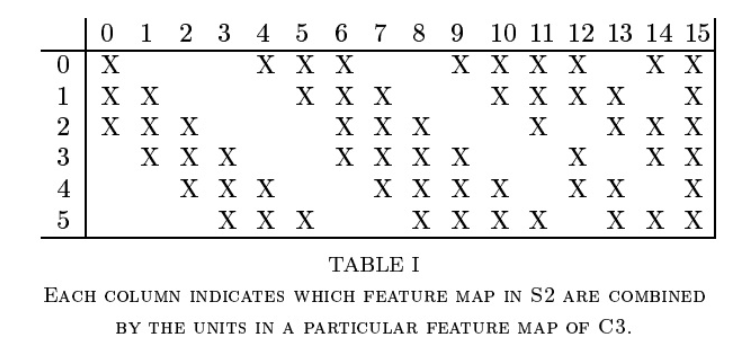 0 1 2 3 4 5 6 7 8 9 10 11 12 13 14 15
0 X X X X X X X X X X
1 X X X X X X X X X X
2 X X X X X X X X X X
3 X X X X X X X X X X
4 X X X X X X X X X X
5 X X X X X X X X X X
TABLE I
Each column indicates which feature map in S2 are combined
by the units in a particular feature map of C3.